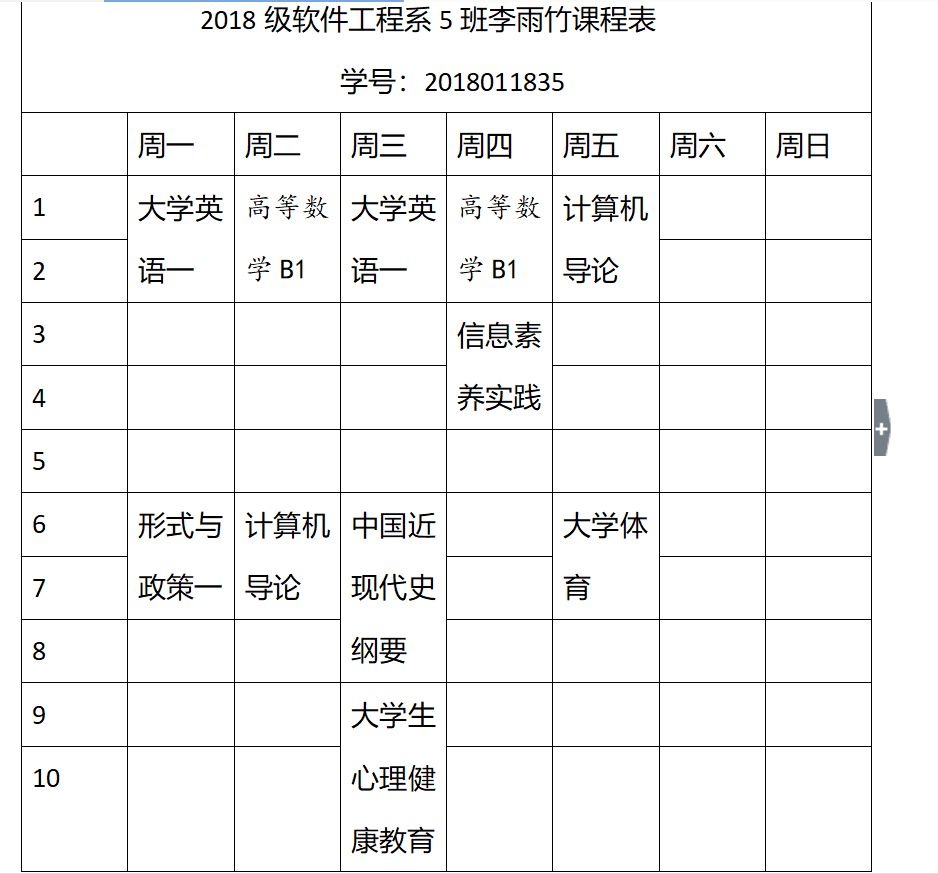 2018 级软件工程系 5 班李雨竹课程表
学号：2018011835
周一 周二 周三 周四 周五 周六 周日
1 大学英 高等数 大学英 高等数 计算机
2 语一 学 B1 语一 学 B1 导论
3 信息素
4 养实践
5
6 形式与 计算机 中国近 大学体
7 政策一 导论 现代史 育
8 纲要
9 大学生
10 心理健
康教育